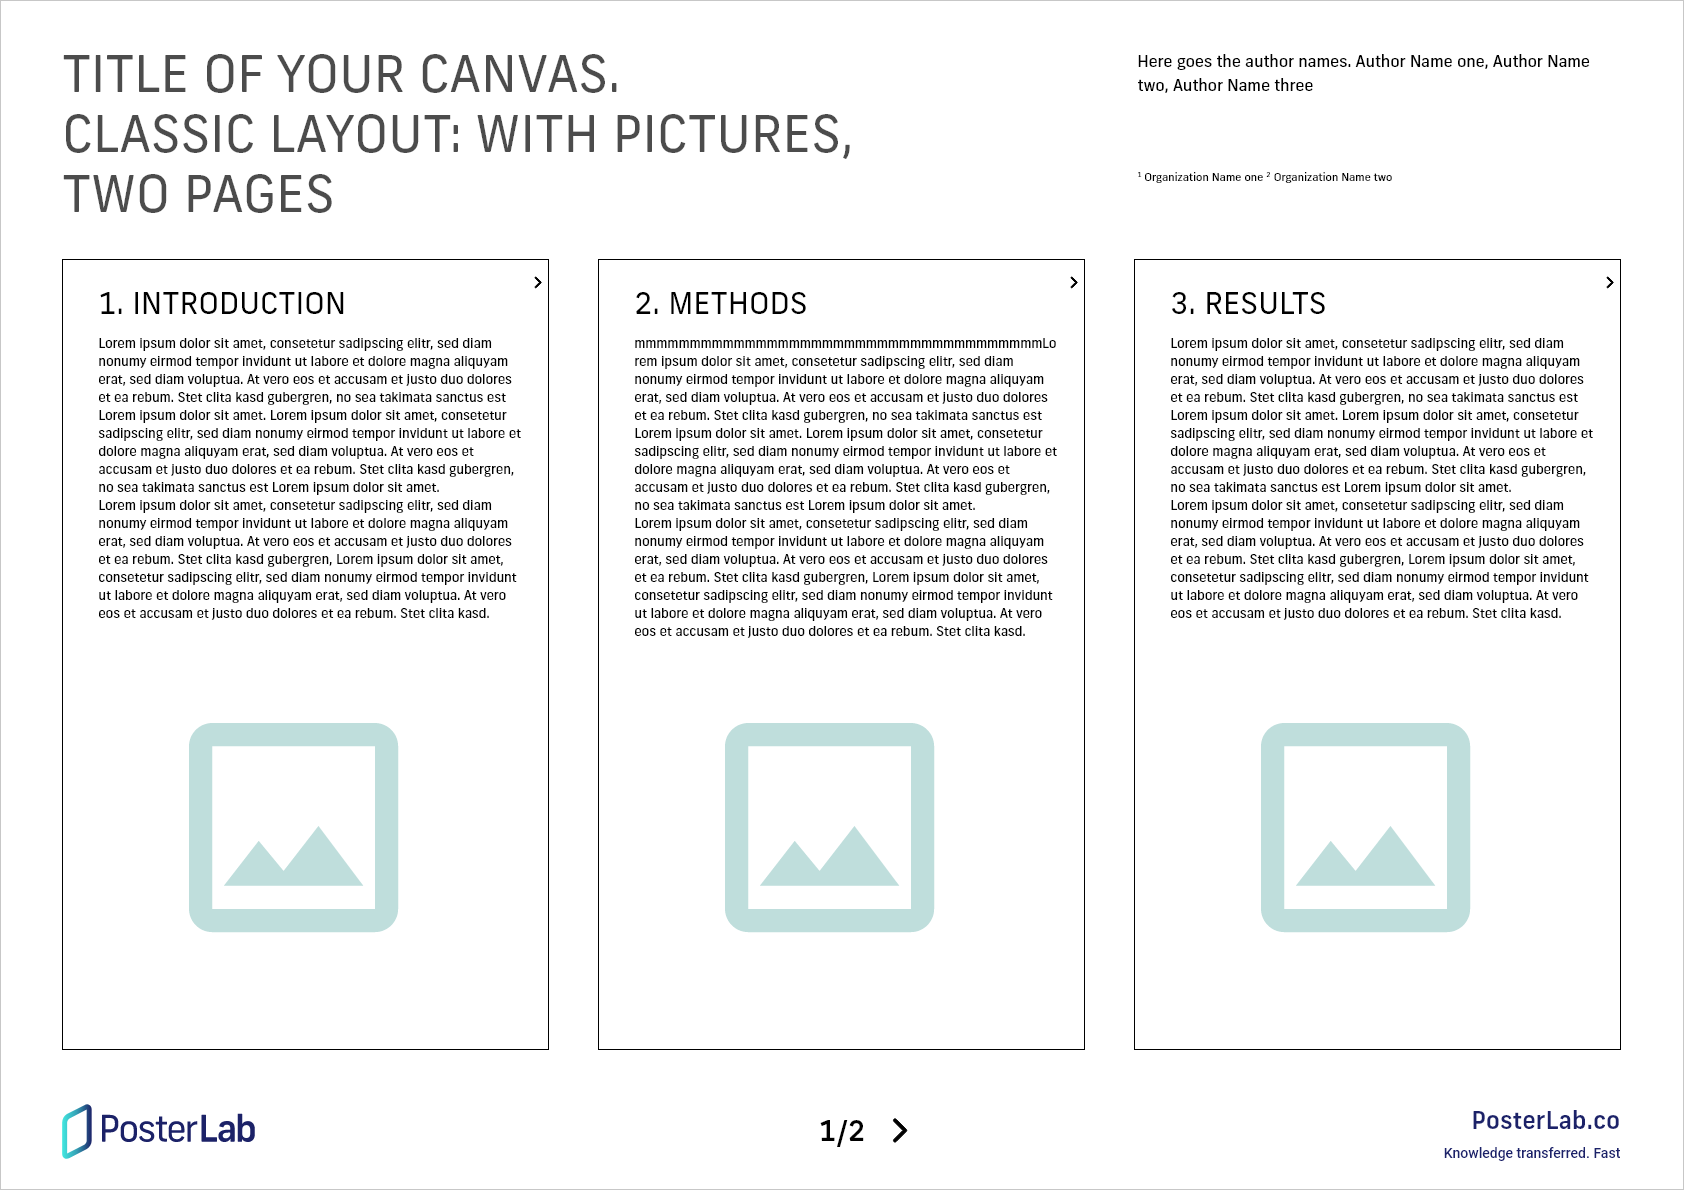 TITLE OF YOUR CANVAS.
CLASSIC LAYOUT: WITH PICTURES,
TWO PAGES
Here goes the author names. Author Name one, Author Name
two, Author Name three
¹ Organization Name one ² Organization Name two
1. INTRODUCTION
Lorem ipsum dolor sit amet, consetetur sadipscing elitr, sed diam
nonumy eirmod tempor invidunt ut labore et dolore magna aliquyam
erat, sed diam voluptua. At vero eos et accusam et justo duo dolores
et ea rebum. Stet clita kasd gubergren, no sea takimata sanctus est
Lorem ipsum dolor sit amet. Lorem ipsum dolor sit amet, consetetur
sadipscing elitr, sed diam nonumy eirmod tempor invidunt ut labore et
dolore magna aliquyam erat, sed diam voluptua. At vero eos et
accusam et justo duo dolores et ea rebum. Stet clita kasd gubergren,
no sea takimata sanctus est Lorem ipsum dolor sit amet.
Lorem ipsum dolor sit amet, consetetur sadipscing elitr, sed diam
nonumy eirmod tempor invidunt ut labore et dolore magna aliquyam
erat, sed diam voluptua. At vero eos et accusam et justo duo dolores
et ea rebum. Stet clita kasd gubergren, Lorem ipsum dolor sit amet,
consetetur sadipscing elitr, sed diam nonumy eirmod tempor invidunt
ut labore et dolore magna aliquyam erat, sed diam voluptua. At vero
eos et accusam et justo duo dolores et ea rebum. Stet clita kasd.
2. METHODS
mmmmmmmmmmmmmmmmmmmmmmmmmmmmmmmmmmmmmLo
rem ipsum dolor sit amet, consetetur sadipscing elitr, sed diam
nonumy eirmod tempor invidunt ut labore et dolore magna aliquyam
erat, sed diam voluptua. At vero eos et accusam et justo duo dolores
et ea rebum. Stet clita kasd gubergren, no sea takimata sanctus est
Lorem ipsum dolor sit amet. Lorem ipsum dolor sit amet, consetetur
sadipscing elitr, sed diam nonumy eirmod tempor invidunt ut labore et
dolore magna aliquyam erat, sed diam voluptua. At vero eos et
accusam et justo duo dolores et ea rebum. Stet clita kasd gubergren,
no sea takimata sanctus est Lorem ipsum dolor sit amet.
Lorem ipsum dolor sit amet, consetetur sadipscing elitr, sed diam
nonumy eirmod tempor invidunt ut labore et dolore magna aliquyam
erat, sed diam voluptua. At vero eos et accusam et justo duo dolores
et ea rebum. Stet clita kasd gubergren, Lorem ipsum dolor sit amet,
consetetur sadipscing elitr, sed diam nonumy eirmod tempor invidunt
ut labore et dolore magna aliquyam erat, sed diam voluptua. At vero
eos et accusam et justo duo dolores et ea rebum. Stet clita kasd.
3. RESULTS
Lorem ipsum dolor sit amet, consetetur sadipscing elitr, sed diam
nonumy eirmod tempor invidunt ut labore et dolore magna aliquyam
erat, sed diam voluptua. At vero eos et accusam et justo duo dolores
et ea rebum. Stet clita kasd gubergren, no sea takimata sanctus est
Lorem ipsum dolor sit amet. Lorem ipsum dolor sit amet, consetetur
sadipscing elitr, sed diam nonumy eirmod tempor invidunt ut labore et
dolore magna aliquyam erat, sed diam voluptua. At vero eos et
accusam et justo duo dolores et ea rebum. Stet clita kasd gubergren,
no sea takimata sanctus est Lorem ipsum dolor sit amet.
Lorem ipsum dolor sit amet, consetetur sadipscing elitr, sed diam
nonumy eirmod tempor invidunt ut labore et dolore magna aliquyam
erat, sed diam voluptua. At vero eos et accusam et justo duo dolores
et ea rebum. Stet clita kasd gubergren, Lorem ipsum dolor sit amet,
consetetur sadipscing elitr, sed diam nonumy eirmod tempor invidunt
ut labore et dolore magna aliquyam erat, sed diam voluptua. At vero
eos et accusam et justo duo dolores et ea rebum. Stet clita kasd.
PosterLab
1/2
PosterLab.co
Knowledge transferred. Fast